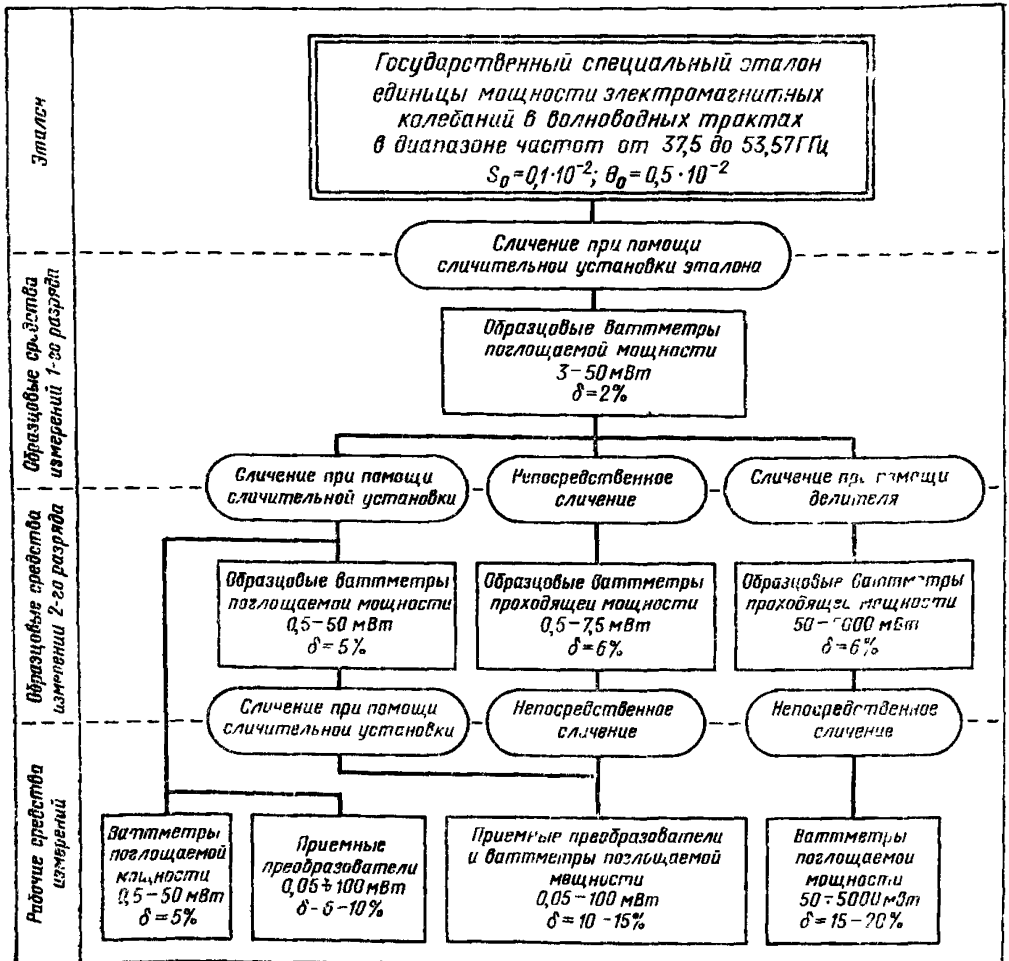 Эталон
Государственный специальный эталон
единицы мощности электромагнитных
колебаний в волноводных трактах
в диапазоне частот от 37,5 до 53,57 ГГц
S₀=0,1·10⁻²; θ₀=0,5·10⁻²
Сличение при помощи
сличительной установки эталона
Образцовые средства
измерений 1-го разряда
Образцовые ваттметры
поглощаемой мощности
3–50 мВт
δ=2%
Сличение при помощи
сличительной установки
Непосредственное
сличение
Сличение при помощи
делителя
Образцовые средства
измерений 2-га разряда
Образцовые ваттметры
поглощаемой мощности
0,5–50 мВт
δ=5%
Образцовые ваттметры
проходящей мощности
0,5–7,5 мВт
δ=6%
Образцовые ваттметры
проходящей мощности
50– мВт
δ=6%
Сличение при помощи
сличительной установки
Непосредственное
сличение
Непосредственное
сличение
Рабочие средства
измерений
Ваттметры
поглощаемой
мощности
0,5–50 мВт
δ=5%
Приемные
преобразователи
0,05÷100 мВт
δ-6-10%
Приемные преобразователи
и ваттметры поглощаемой
мощности
0,05–100 мВт
δ=10-15%
Ваттметры
поглощаемой
мощности
50÷5000 мВт
δ=15–20%